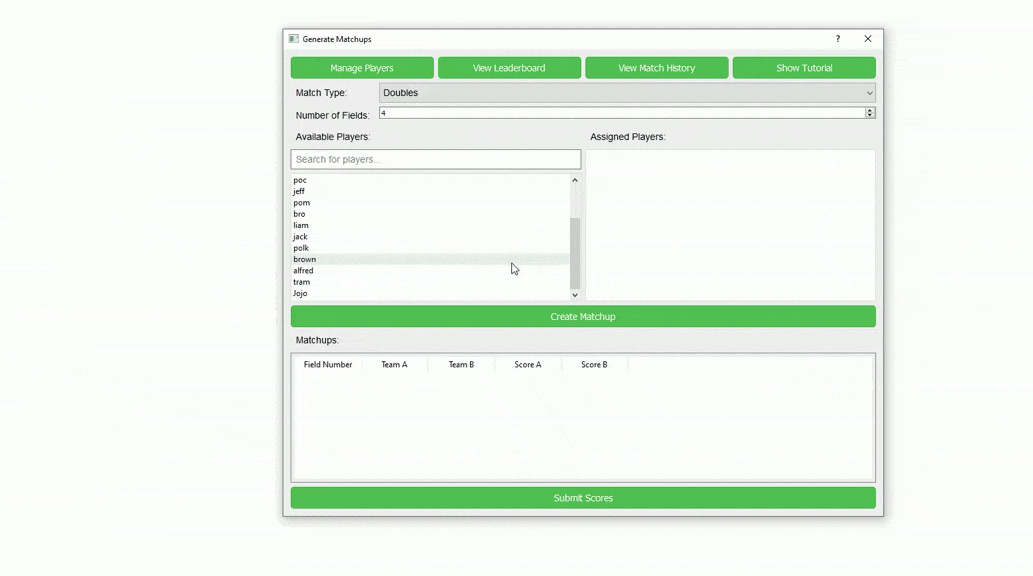 Generate Matchups ?
Manage Players View Leaderboard View Match History Show Tutorial
Match Type: Doubles
Number of Fields: 4
Available Players: Assigned Players:
Search for players...
poc
jeff
pom
bro
liam
jack
polk
brown
alfred
tram
Jojo
Create Matchup
Matchups:
Field Number Team A Team B Score A Score B
Submit Scores